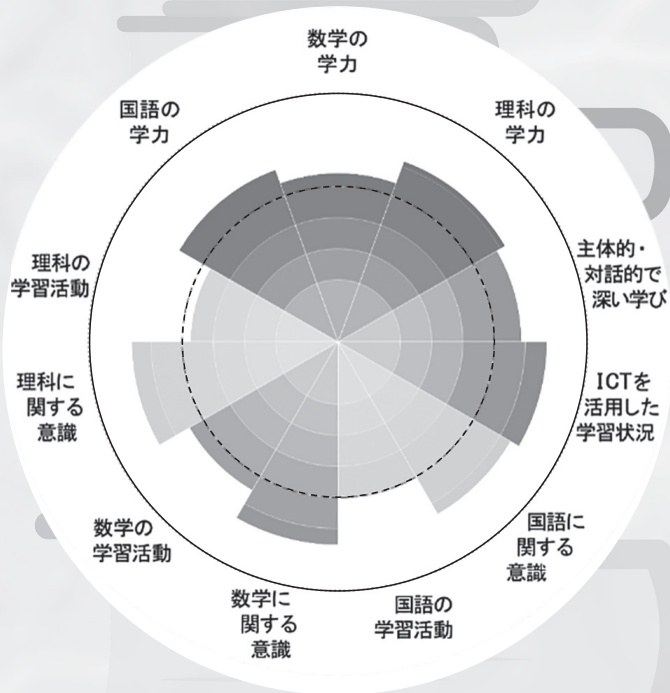 数学の
学力
理科の
学力
主体的・
対話的で
深い学び
ICTを
活用した
学習状況
国語に
関する
意識
国語の
学習活動
数学に
関する
意識
数学の
学習活動
理科に
関する
意識
理科の
学習活動
国語の
学力